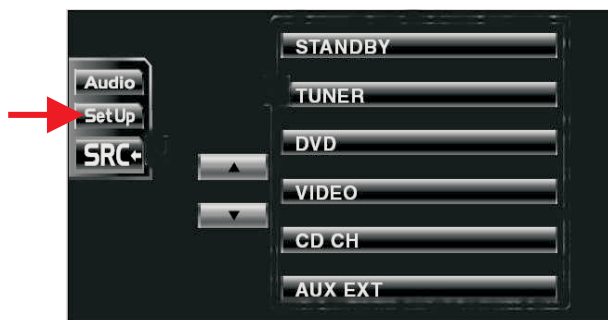 Audio
SetUp
SRC
STANDBY
TUNER
DVD
VIDEO
CD CH
AUX EXT